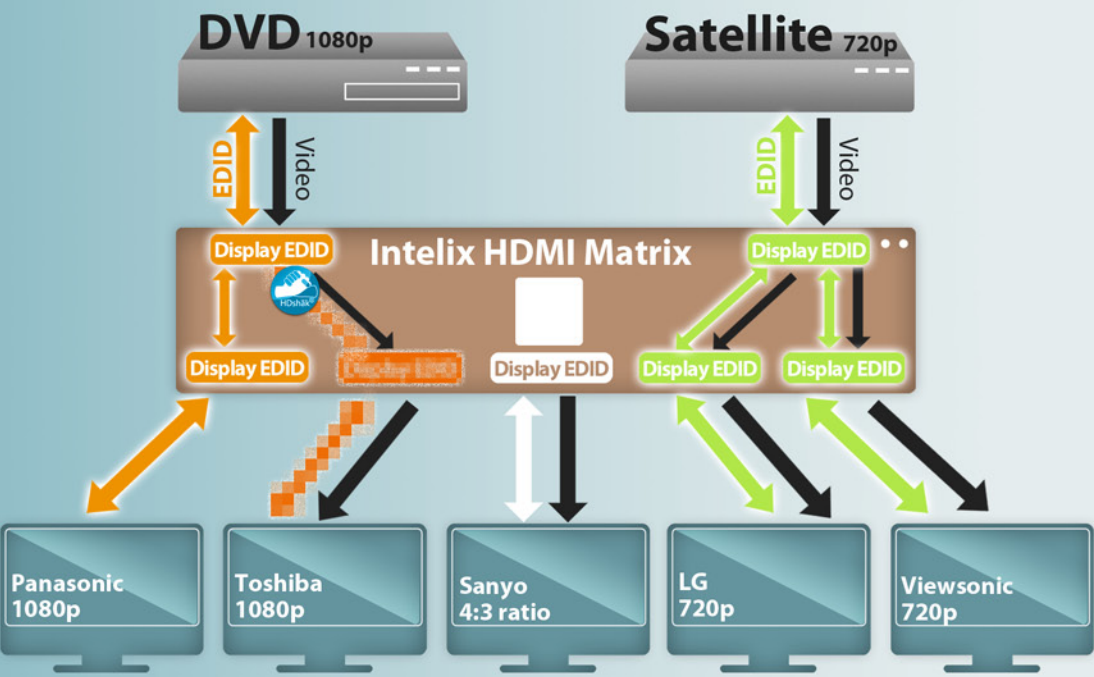 DVD 1080p
Satellite 720p
EDID
Video
EDID
Video
Display EDID
Intelix HDMI Matrix
Display EDID
HDshāk
Display EDID
Display EDID
Display EDID
Display EDID
Panasonic
1080p
Toshiba
1080p
Sanyo
4:3 ratio
LG
720p
Viewsonic
720p